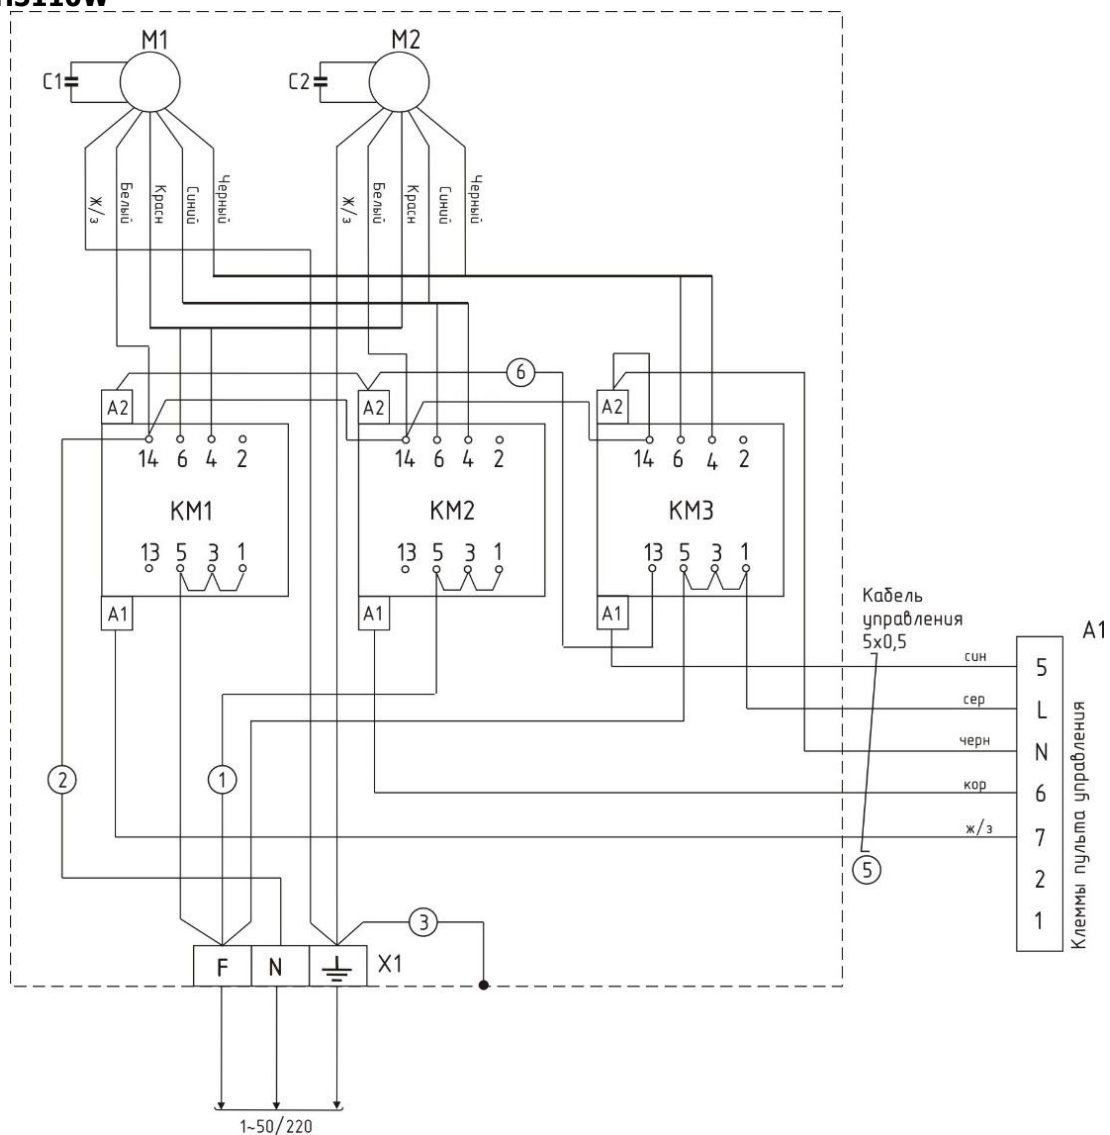 M1
M2
C1
C2
Ж/з
Белый
Красн
Синий
Черный
Ж/з
Белый
Красн
Синий
Черный
6
A2
A2
A2
14 6 4 2
14 6 4 2
14 6 4 2
KM1
KM2
KM3
13 5 3 1
13 5 3 1
13 5 3 1
A1
A1
A1
Кабель
управления
5x0,5
A1
син
5
сер
L
черн
N
кор
6
ж/з
7
2
1
Клеммы пульта управления
2
1
5
3
F
N
X1
1~50/220